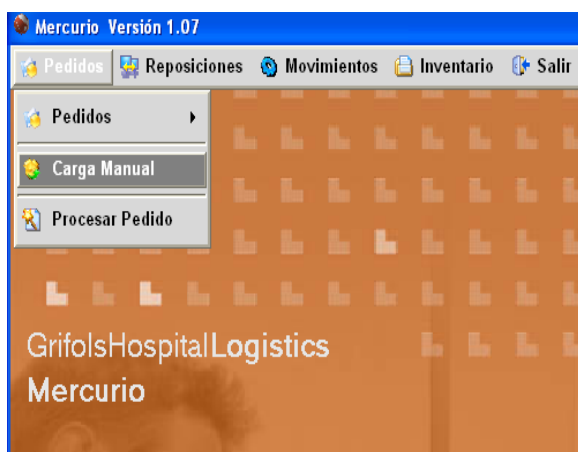 Mercurio Versión 1.07
Pedidos Reposiciones Movimientos Inventario Salir
Pedidos
Carga Manual
Procesar Pedido
GrifolsHospitalLogistics
Mercurio